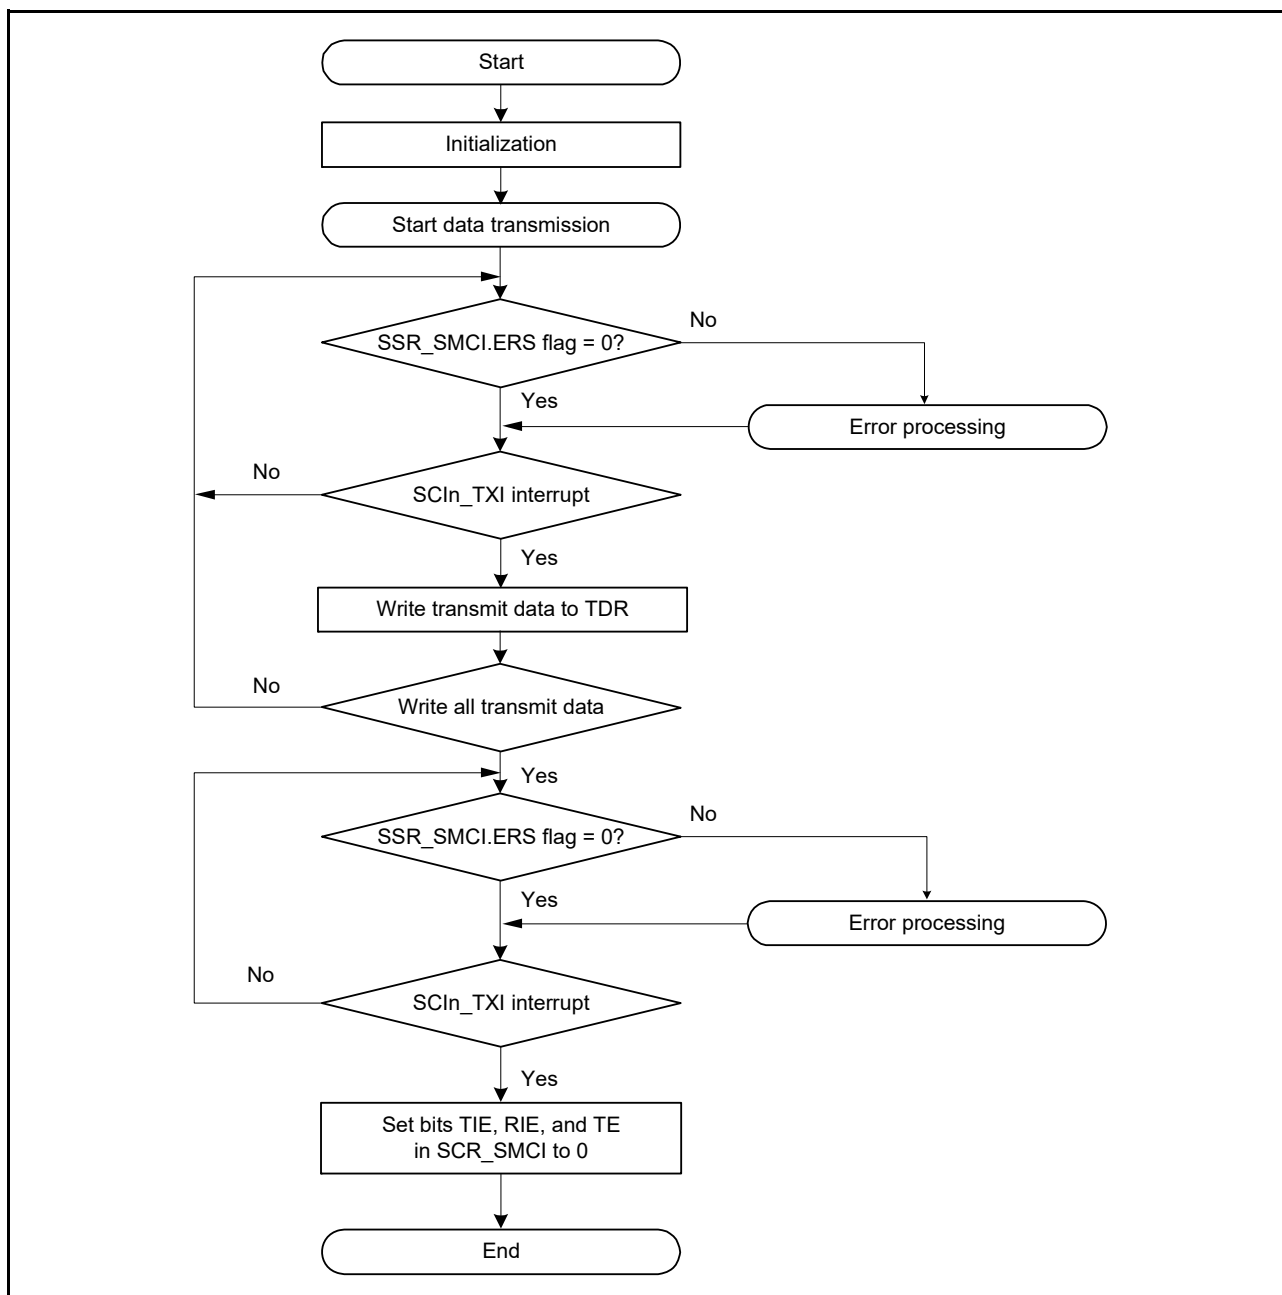 Start
Initialization
Start data transmission
SSR_SMCI.ERS flag = 0?
No
Yes
Error processing
No
SCIn_TXI interrupt
Yes
Write transmit data to TDR
No
Write all transmit data
Yes
SSR_SMCI.ERS flag = 0?
No
Yes
Error processing
No
SCIn_TXI interrupt
Yes
Set bits TIE, RIE, and TE
in SCR_SMCI to 0
End